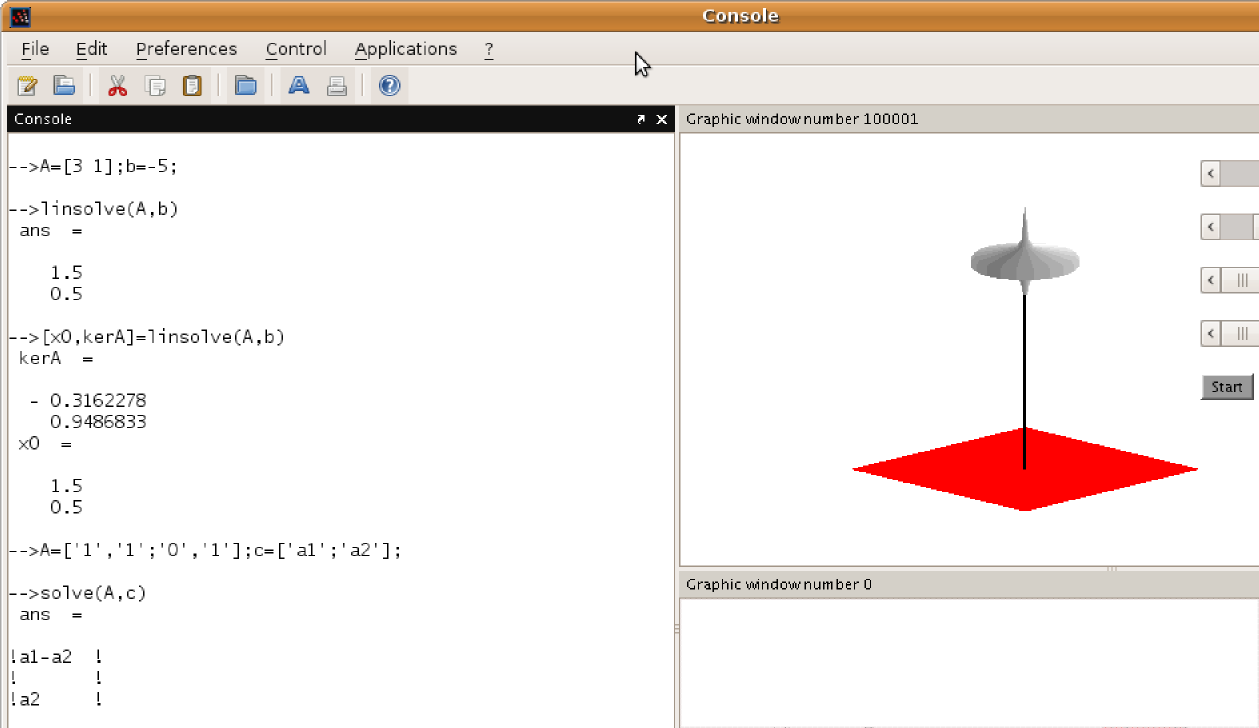 Console
File Edit Preferences Control Applications ?
Console
-->A=[3 1];b=-5;
-->linsolve(A,b)
ans =
1.5
0.5
-->[x0,kerA]=linsolve(A,b)
kerA =
- 0.3162278
0.9486833
x0 =
1.5
0.5
-->A=['1','1';'0','1'];c=['a1';'a2'];
-->solve(A,c)
ans =
!a1-a2 !
! !
!a2 !
Graphic window number 100001
Start
Graphic window number 0